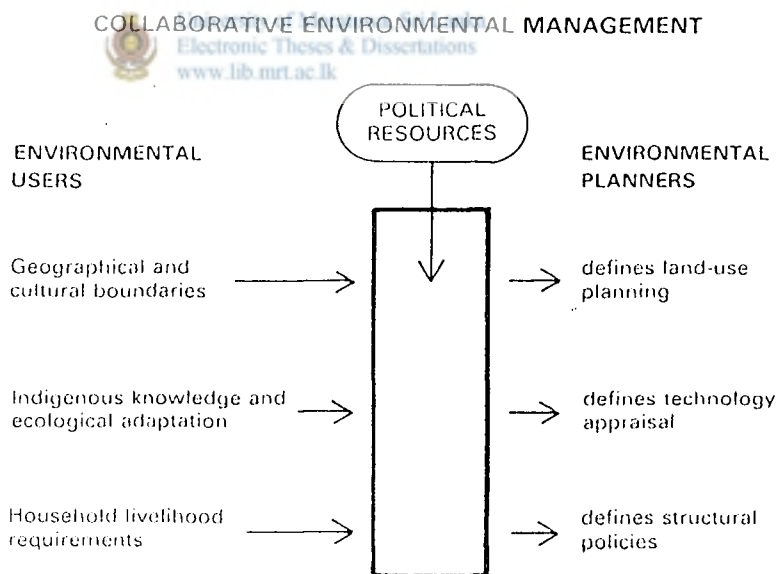 COLLABORATIVE ENVIRONMENTAL MANAGEMENT
Electronic Theses & Dissertations
www.lib.mrt.ac.lk
POLITICAL
RESOURCES
ENVIRONMENTAL
USERS
ENVIRONMENTAL
PLANNERS
Geographical and
cultural boundaries
defines land-use
planning
Indigenous knowledge and
ecological adaptation
defines technology
appraisal
Household livelihood
requirements
defines structural
policies